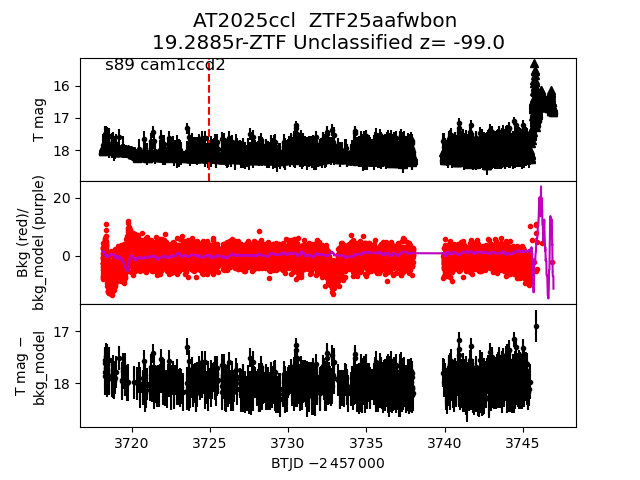 AT2025ccl  ZTF25aafwbon
19.2885r-ZTF Unclassified z= -99.0
s89 cam1ccd2
T mag
16
17
18
Bkg (red)/
bkg_model (purple)
20
0
T mag −
bkg_model
17
18
3720 3725 3730 3735 3740 3745
BTJD −2 457 000